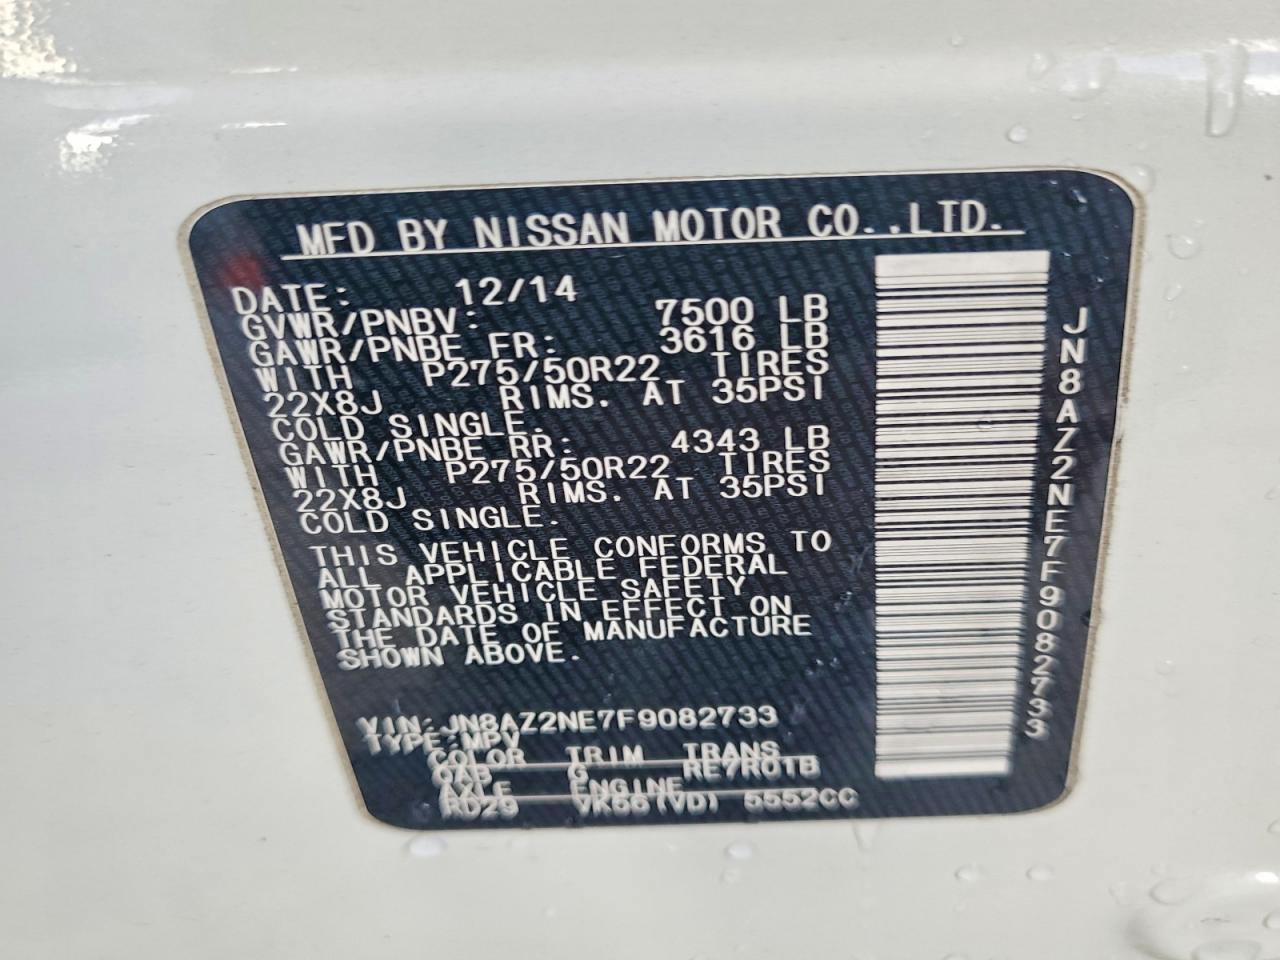 MFD BY NISSAN MOTOR CO.,LTD.
DATE: 12/14
GVWR/PNBV: 7500 LB
GAWR/PNBE FR: 3616 LB
WITH P275/50R22 TIRES
22X8J RIMS. AT 35PSI
COLD SINGLE.
GAWR/PNBE RR: 4343 LB
WITH P275/50R22 TIRES
22X8J RIMS. AT 35PSI
COLD SINGLE.
THIS VEHICLE CONFORMS TO
ALL APPLICABLE FEDERAL
MOTOR VEHICLE SAFETY
STANDARDS IN EFFECT ON
THE DATE OF MANUFACTURE
SHOWN ABOVE.
VIN:JN8AZ2NE7F9082733
TYPE:MPV
COLOR TRIM TRANS
QAB G RE7R01B
AXLE ENGINE
RD29 VK56(VD) 5552CC
JN8AZ2NE7F9082733